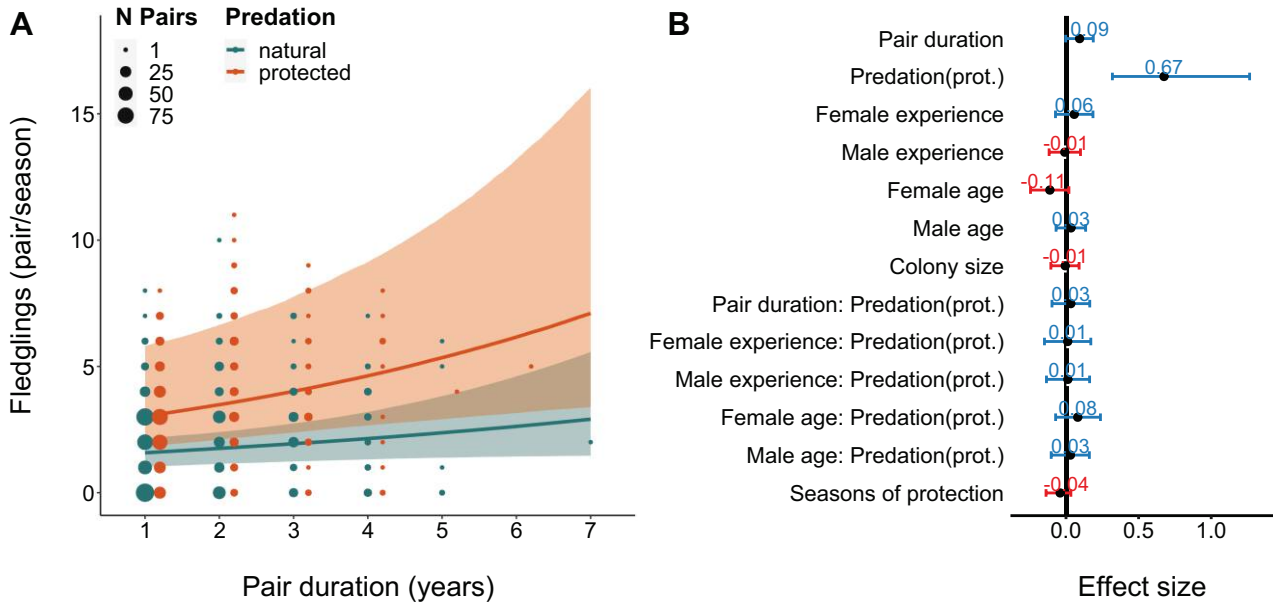 A
N Pairs
1
25
50
75
Predation
natural
protected
Fledglings (pair/season)
15
10
5
0
1 2 3 4 5 6 7
Pair duration (years)
B
Pair duration 0.09
Predation(prot.) 0.67
Female experience 0.06
Male experience -0.01
Female age -0.11
Male age 0.03
Colony size -0.01
Pair duration: Predation(prot.) 0.03
Female experience: Predation(prot.) 0.01
Male experience: Predation(prot.) 0.01
Female age: Predation(prot.) 0.08
Male age: Predation(prot.) 0.03
Seasons of protection -0.04
0.0 0.5 1.0
Effect size